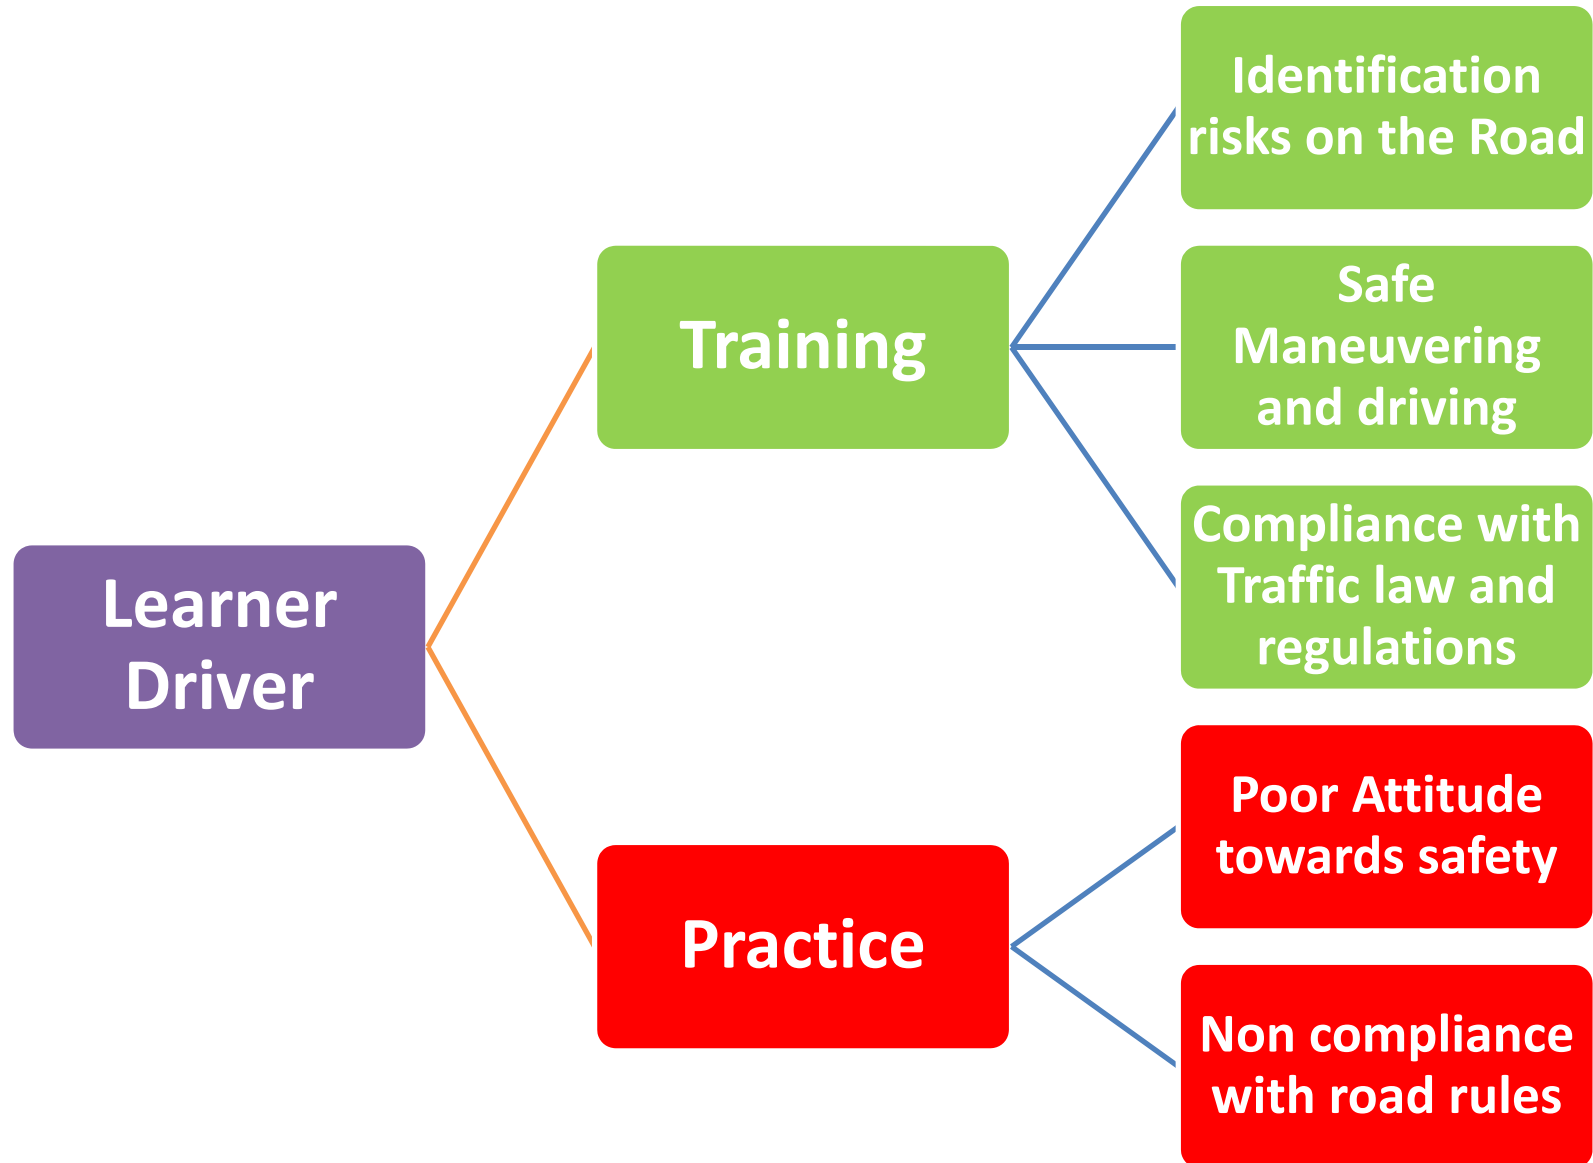 Learner
Driver
Training
Identification
risks on the Road
Safe
Maneuvering
and driving
Compliance with
Traffic law and
regulations
Practice
Poor Attitude
towards safety
Non compliance
with road rules